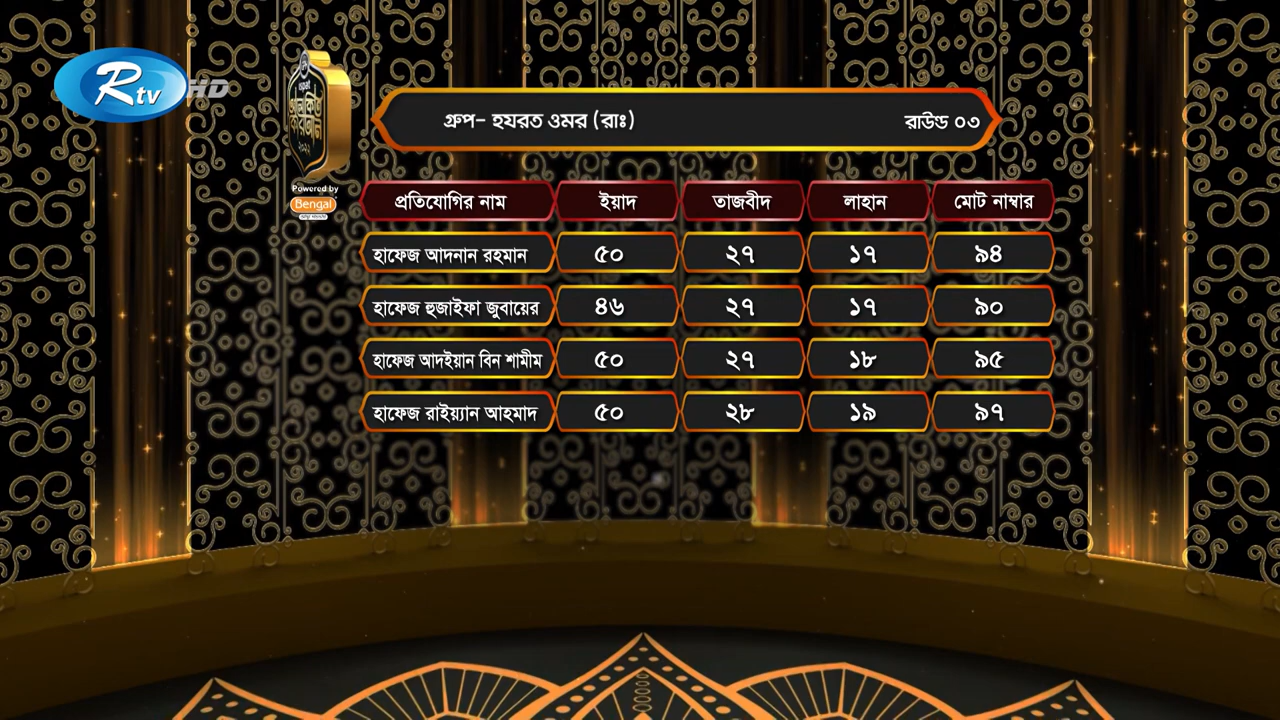 Rtv HD
২০২২
Powered by
Bengal
গ্রুপ- হযরত ওমর (রাঃ) রাউন্ড ০৩
প্রতিযোগির নাম ইয়াদ তাজবীদ লাহান মোট নাম্বার
হাফেজ আদনান রহমান ৫০ ২৭ ১৭ ৯৪
হাফেজ হুজাইফা জুবায়ের ৪৬ ২৭ ১৭ ৯০
হাফেজ আদইয়ান বিন শামীম ৫০ ২৭ ১৮ ৯৫
হাফেজ রাইয়্যান আহমাদ ৫০ ২৮ ১৯ ৯৭